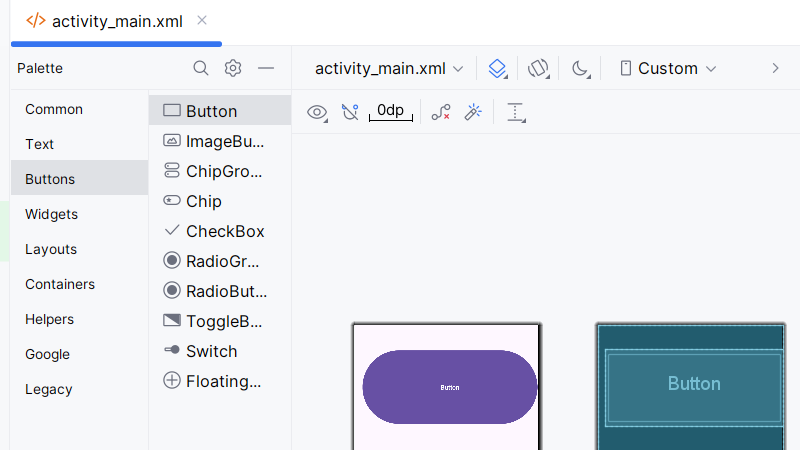 activity_main.xml
Palette
activity_main.xml
Custom
0dp
Common
Text
Buttons
Widgets
Layouts
Containers
Helpers
Google
Legacy
Button
ImageBu...
ChipGro...
Chip
CheckBox
RadioGr...
RadioBut...
ToggleB...
Switch
Floating...
Button
Button